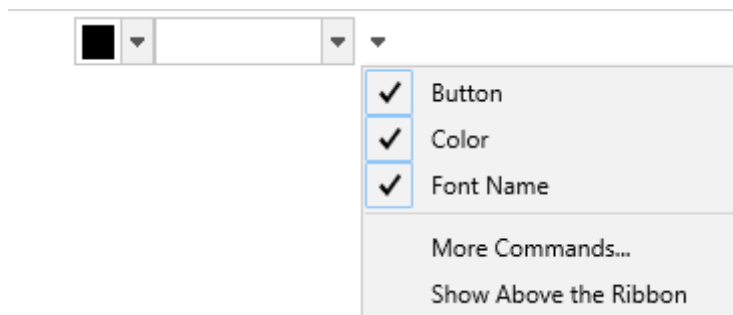 Button
Color
Font Name
More Commands...
Show Above the Ribbon